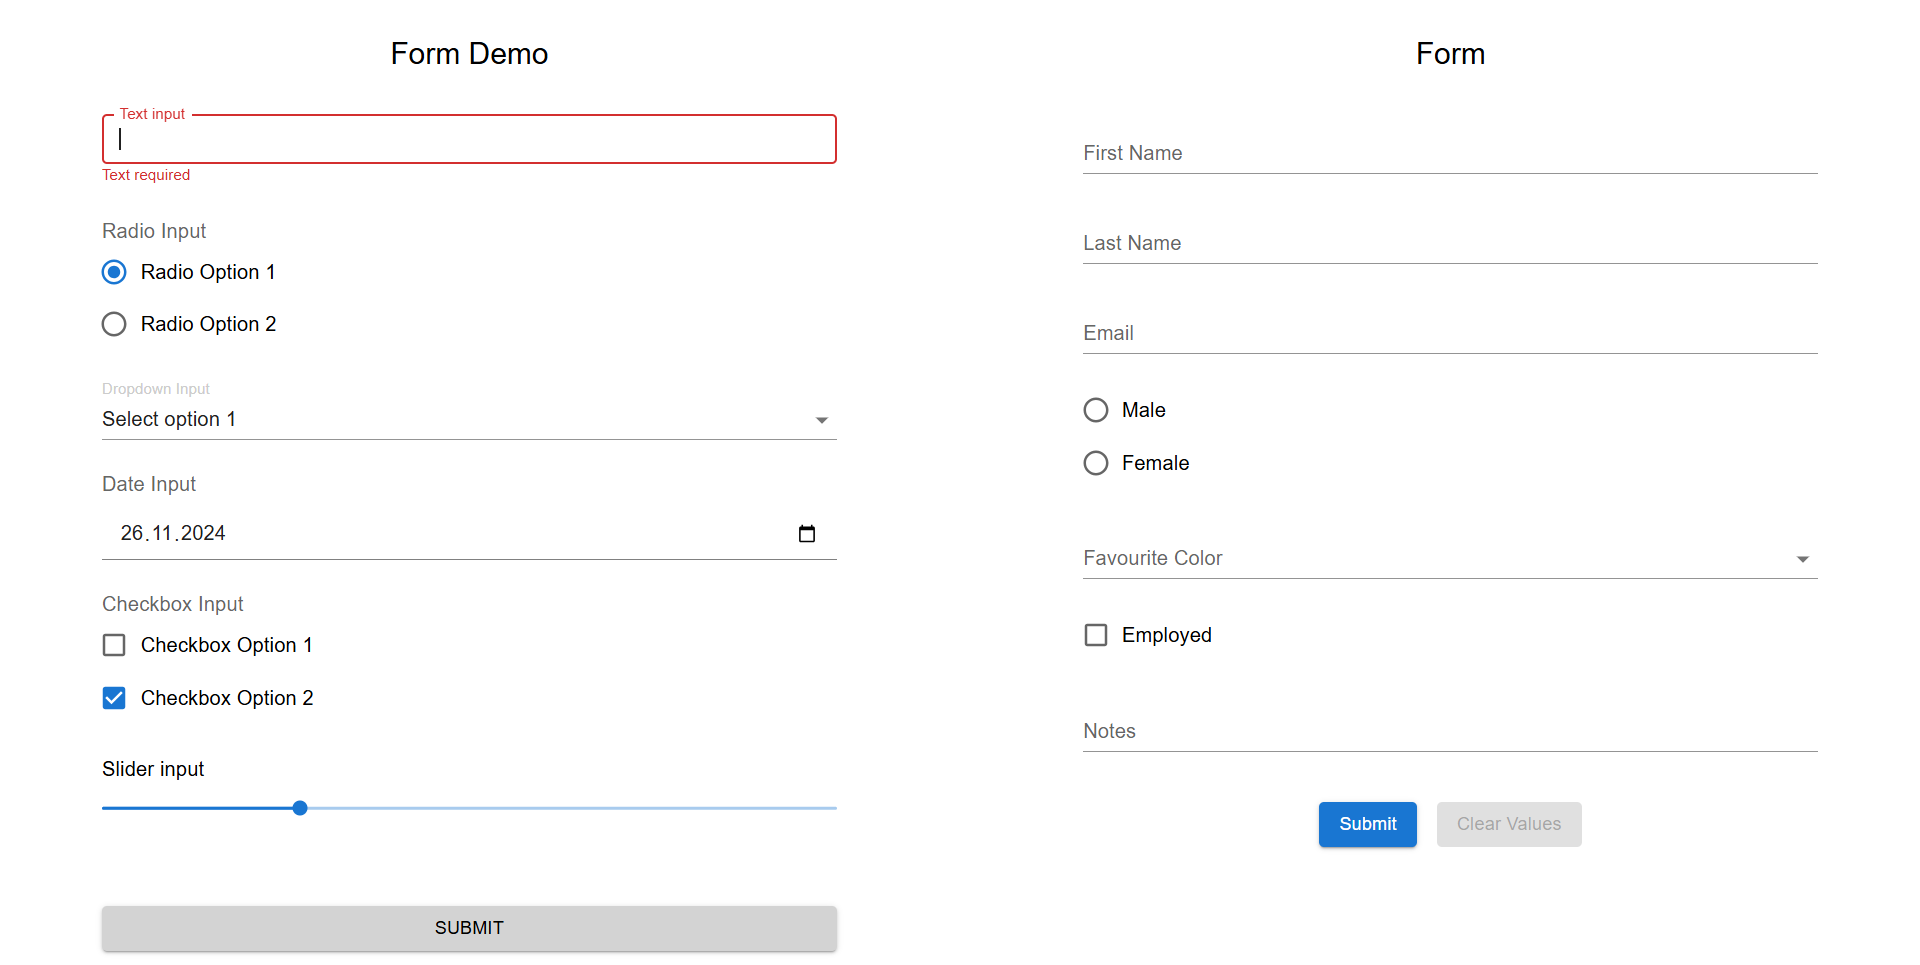 Form Demo
Text input
Text required
Radio Input
Radio Option 1
Radio Option 2
Dropdown Input
Select option 1
Date Input
26.11.2024
Checkbox Input
Checkbox Option 1
Checkbox Option 2
Slider input
SUBMIT
Form
First Name
Last Name
Email
Male
Female
Favourite Color
Employed
Notes
Submit Clear Values